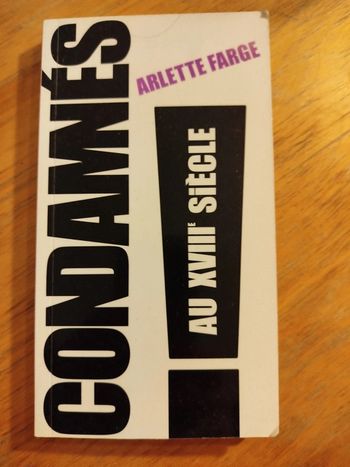 CONDAMNÉS
ARLETTE FARGE
AU XVIIIE SIÈCLE